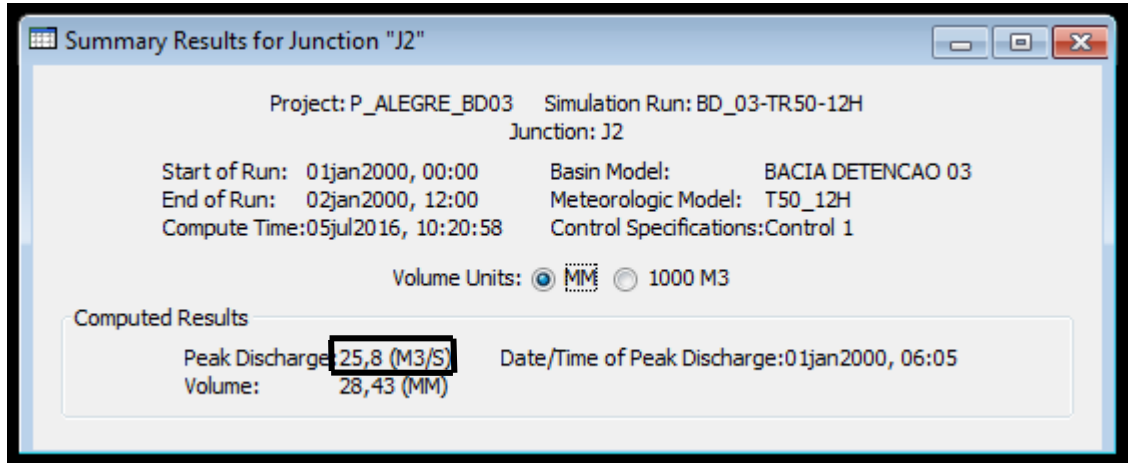 Summary Results for Junction "J2"
Project: P_ALEGRE_BD03 Simulation Run: BD_03-TR50-12H
Junction: J2
Start of Run: 01jan2000, 00:00 Basin Model: BACIA DETENCAO 03
End of Run: 02jan2000, 12:00 Meteorologic Model: T50_12H
Compute Time:05jul2016, 10:20:58 Control Specifications:Control 1
Volume Units: MM 1000 M3
Computed Results
Peak Discharge:25,8 (M3/S) Date/Time of Peak Discharge:01jan2000, 06:05
Volume: 28,43 (MM)